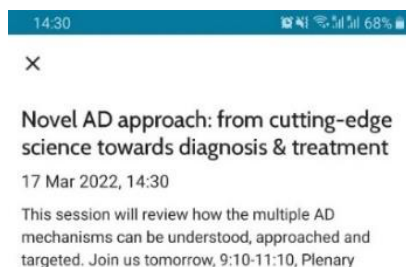 14:30 68%
Novel AD approach: from cutting-edge
science towards diagnosis & treatment
17 Mar 2022, 14:30
This session will review how the multiple AD
mechanisms can be understood, approached and
targeted. Join us tomorrow, 9:10-11:10, Plenary